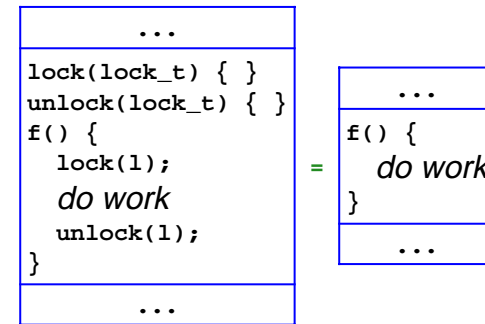 ...
lock(lock_t) { }
unlock(lock_t) { }
f() {
lock(l);
do work
unlock(l);
}
...
=
...
f() {
do work
}
...